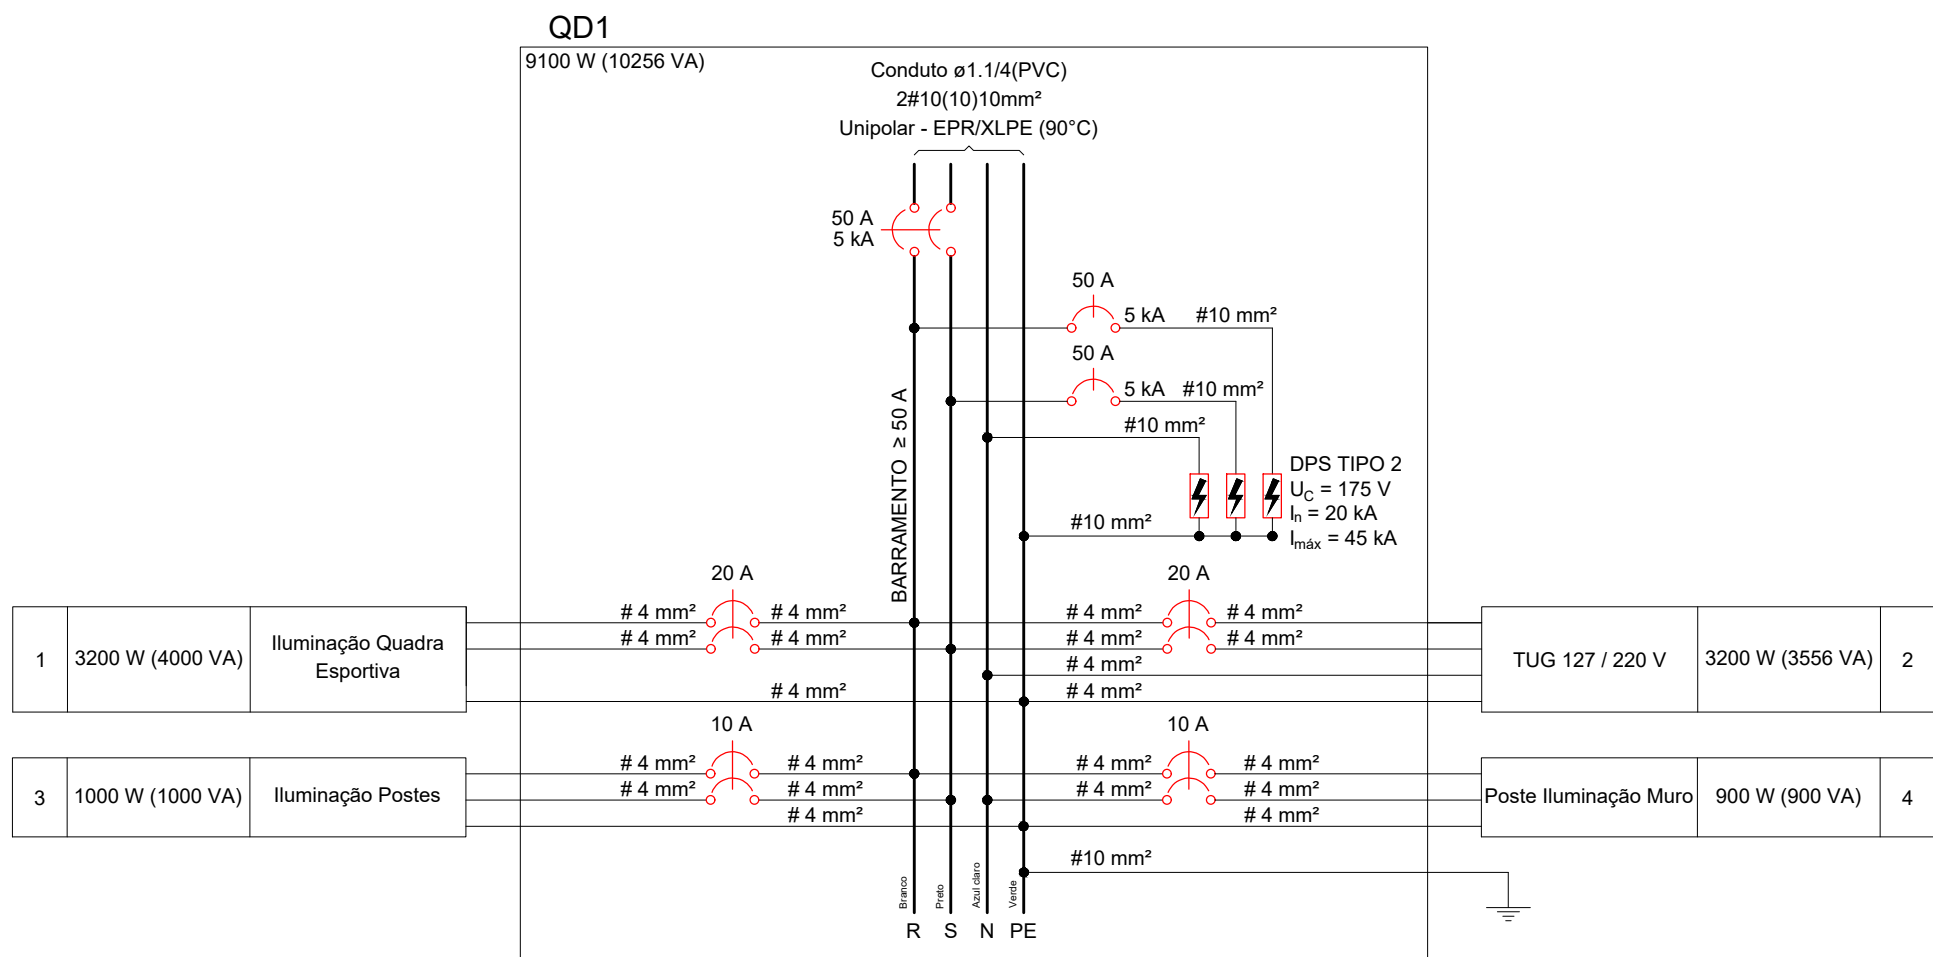 QD1
9100 W (10256 VA)
Conduto ø1.1/4(PVC)
2#10(10)10mm²
Unipolar - EPR/XLPE (90°C)
50 A
5 kA
50 A
5 kA
#10 mm²
50 A
5 kA
#10 mm²
#10 mm²
BARRAMENTO ≥ 50 A
DPS TIPO 2
U_C = 175 V
I_n = 20 kA
I_máx = 45 kA
#10 mm²
20 A
# 4 mm²
# 4 mm²
# 4 mm²
# 4 mm²
# 4 mm²
20 A
# 4 mm²
# 4 mm²
# 4 mm²
# 4 mm²
# 4 mm²
# 4 mm²
1
3200 W (4000 VA)
Iluminação Quadra
Esportiva
TUG 127 / 220 V
3200 W (3556 VA)
2
10 A
# 4 mm²
# 4 mm²
# 4 mm²
# 4 mm²
# 4 mm²
10 A
# 4 mm²
# 4 mm²
# 4 mm²
# 4 mm²
# 4 mm²
3
1000 W (1000 VA)
Iluminação Postes
Poste Iluminação Muro
900 W (900 VA)
4
#10 mm²
Branco
Preto
Azul claro
Verde
R
S
N
PE